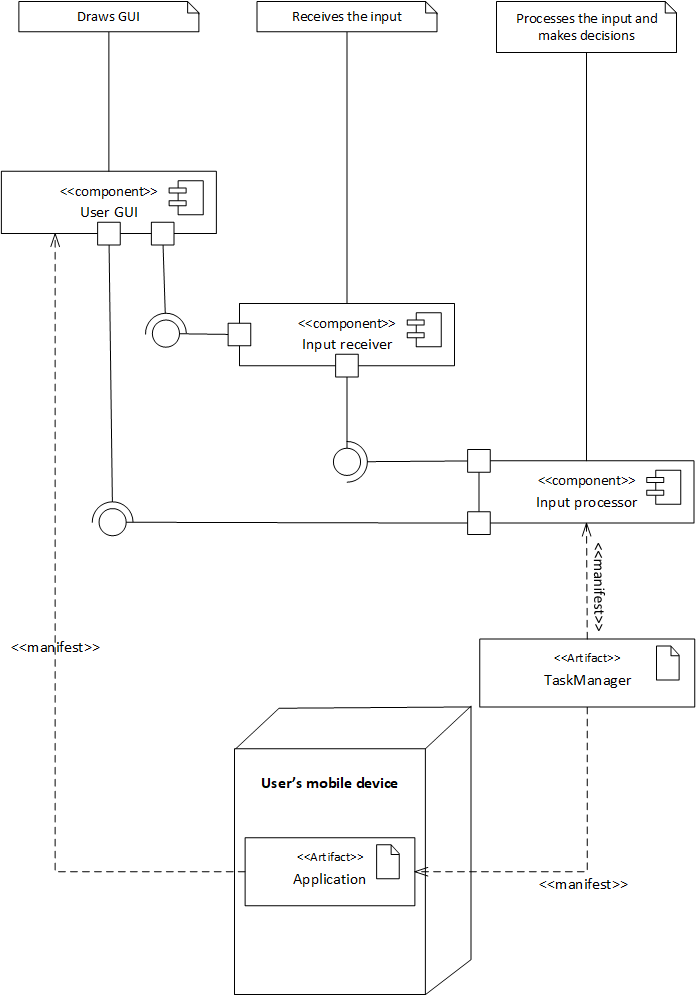 Draws GUI
Receives the input
Processes the input and
makes decisions
<<component>>
User GUI
<<component>>
Input receiver
<<component>>
Input processor
<<manifest>>
<<manifest>>
<<Artifact>>
TaskManager
User's mobile device
<<Artifact>>
Application
<<manifest>>